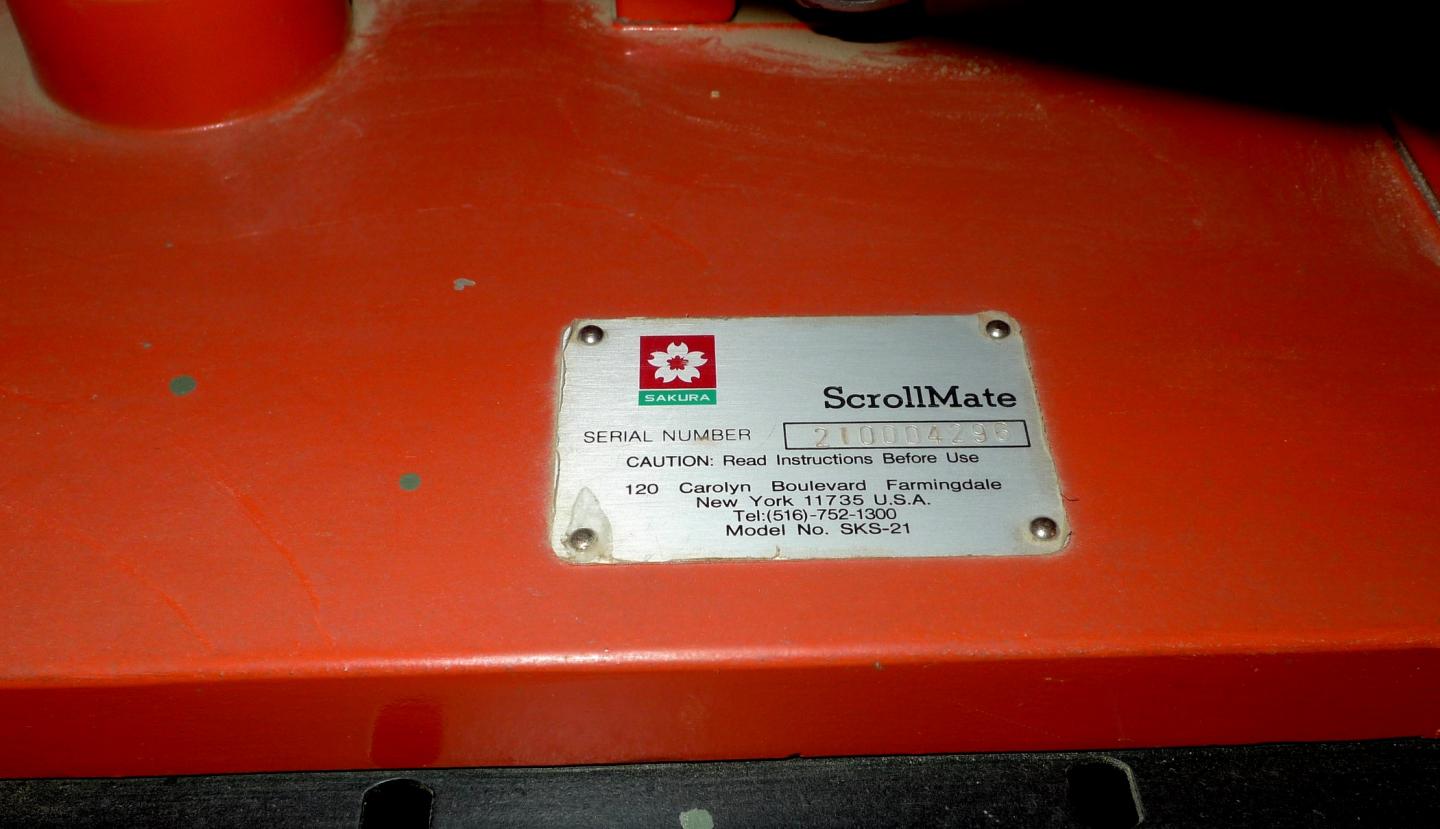 SAKURA
ScrollMate
SERIAL NUMBER 210004296
CAUTION: Read Instructions Before Use
120 Carolyn Boulevard Farmingdale
New York 11735 U.S.A.
Tel:(516)-752-1300
Model No. SKS-21